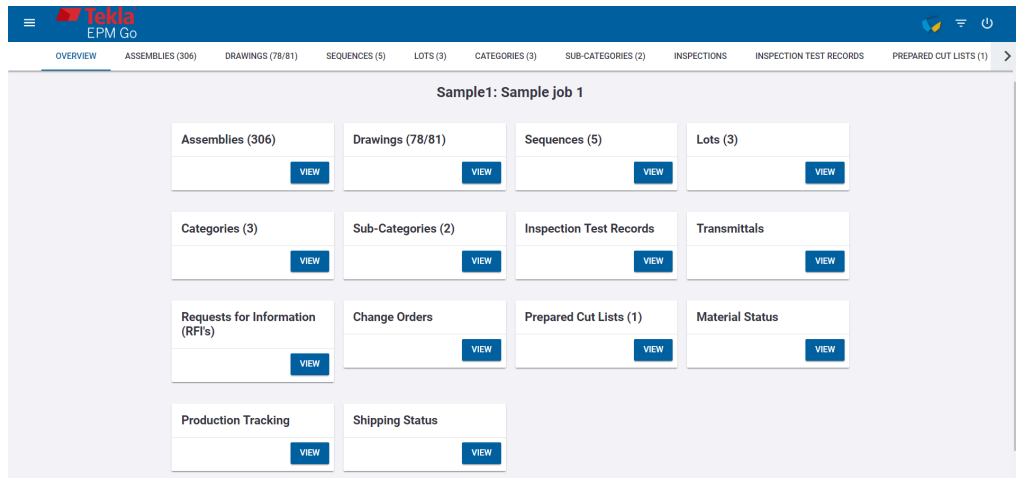 Tekla
EPM Go
OVERVIEW ASSEMBLIES (306) DRAWINGS (78/81) SEQUENCES (5) LOTS (3) CATEGORIES (3) SUB-CATEGORIES (2) INSPECTIONS INSPECTION TEST RECORDS PREPARED CUT LISTS (1)
Sample1: Sample job 1
Assemblies (306) Drawings (78/81) Sequences (5) Lots (3)
VIEW VIEW VIEW VIEW
Categories (3) Sub-Categories (2) Inspection Test Records Transmittals
VIEW VIEW VIEW VIEW
Requests for Information Change Orders Prepared Cut Lists (1) Material Status
(RFI's)
VIEW VIEW VIEW VIEW
Production Tracking Shipping Status
VIEW VIEW